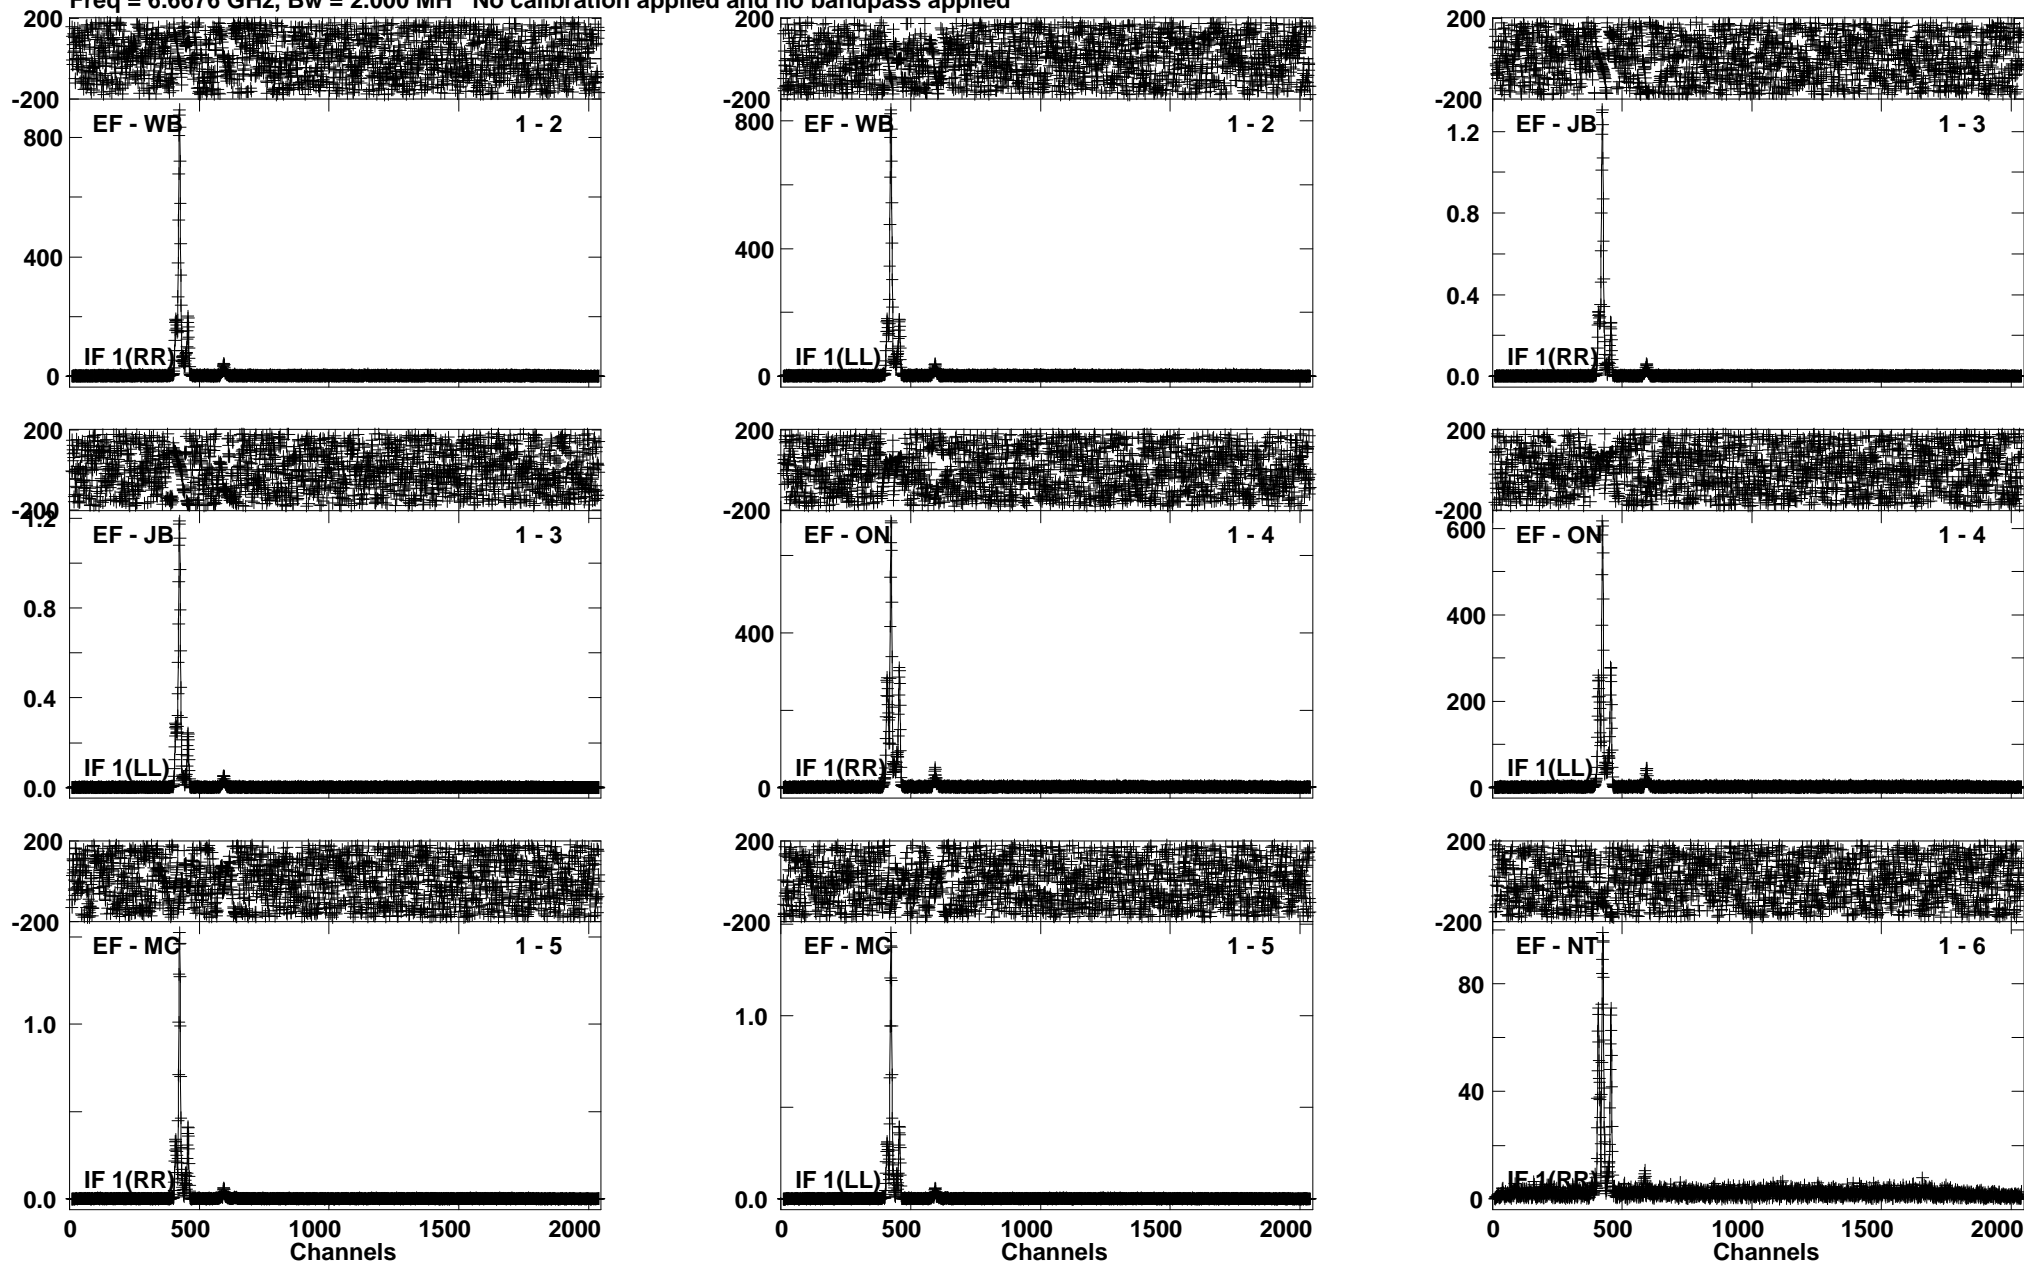 Freq = 6.6676 GHz, Bw = 2.000 MH No calibration applied and no bandpass applied
200
-200
EF - WB 1 - 2
800
400
IF 1(RR)
0
200
-200
EF - WB 1 - 2
800
400
IF 1(LL)
0
200
-200
EF - JB 1 - 3
1.2
0.8
0.4
IF 1(RR)
0.0
200
-200
1.2
EF - JB 1 - 3
0.8
0.4
IF 1(LL)
0.0
200
-200
EF - ON 1 - 4
400
IF 1(RR)
0
200
-200
EF - ON 1 - 4
600
400
200
IF 1(LL)
0
200
-200
EF - MC 1 - 5
1.0
IF 1(RR)
0.0
0 500 1000 1500 2000
Channels
200
-200
EF - MC 1 - 5
1.0
IF 1(LL)
0.0
0 500 1000 1500 2000
Channels
200
-200
EF - NT 1 - 6
80
40
IF 1(RR)
0
0 500 1000 1500 2000
Channels